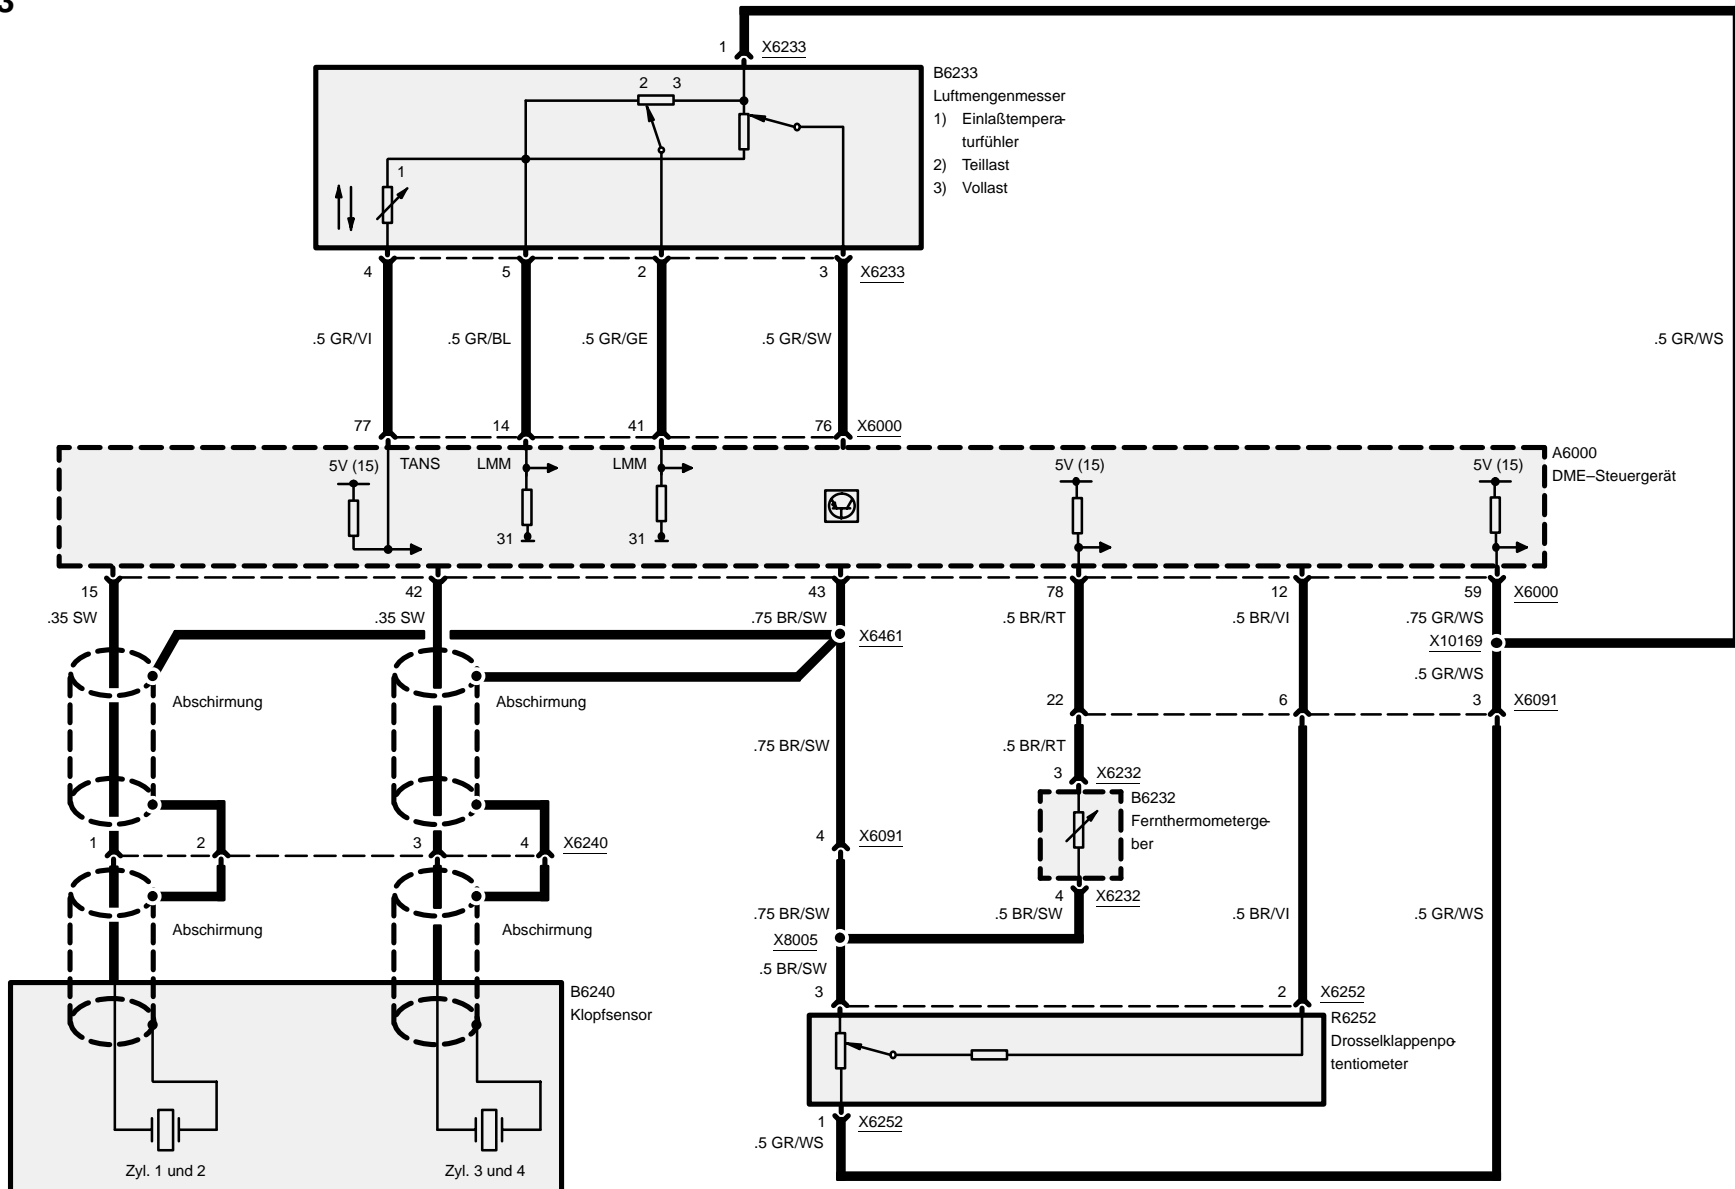 3
1 X6233
B6233
Luftmengenmesser
1) Einlaßtempera-
turfühler
2) Teillast
3) Vollast
2 3
1
4 5 2 3 X6233
.5 GR/VI .5 GR/BL .5 GR/GE .5 GR/SW .5 GR/WS
77 14 41 76 X6000
A6000
DME–Steuergerät
5V (15) TANS LMM LMM 5V (15) 5V (15)
31 31
15 42 43 78 12 59 X6000
.35 SW .35 SW .75 BR/SW .5 BR/RT .5 BR/VI .75 GR/WS
X6461 X10169
.5 GR/WS
Abschirmung Abschirmung 22 6 3 X6091
.75 BR/SW .5 BR/RT
3 X6232
B6232
Fernthermometerge-
ber
1 2 3 4 X6240 4 X6091
4 X6232
.75 BR/SW .5 BR/SW .5 BR/VI .5 GR/WS
Abschirmung Abschirmung X8005
.5 BR/SW
B6240
Klopfsensor
3 2 X6252
R6252
Drosselklappenpo-
tentiometer
1 X6252
.5 GR/WS
Zyl. 1 und 2 Zyl. 3 und 4